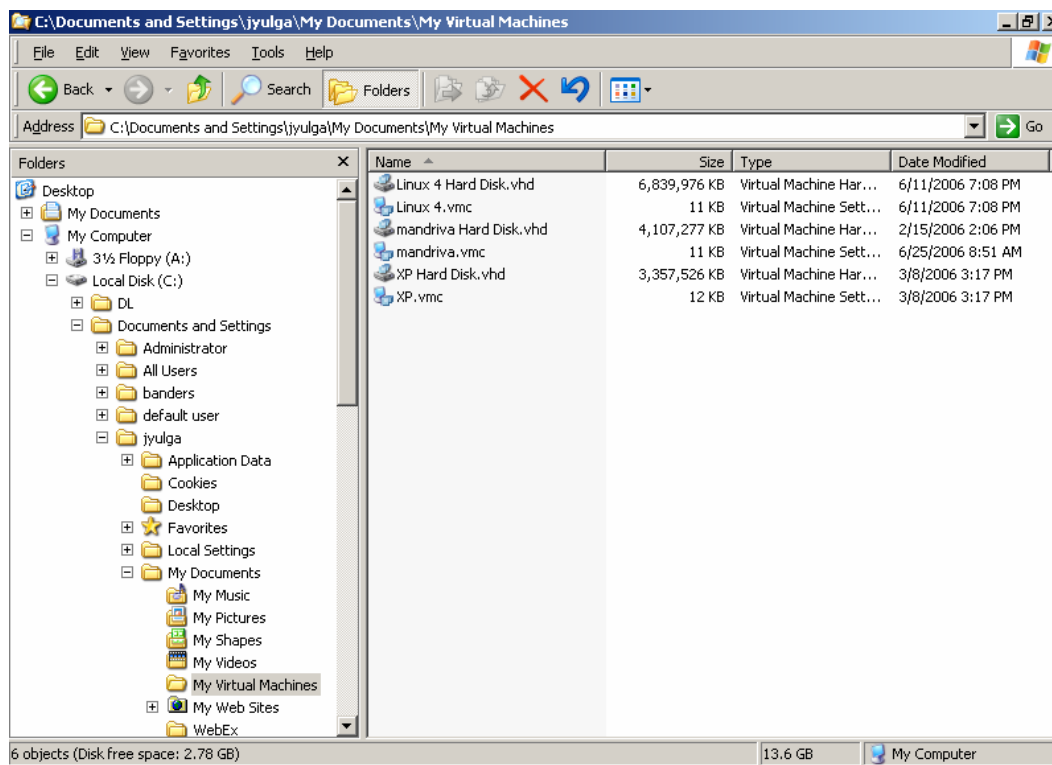 C:\Documents and Settings\jyulga\My Documents\My Virtual Machines
File Edit View Favorites Tools Help
Back Search Folders
Address C:\Documents and Settings\jyulga\My Documents\My Virtual Machines Go
Folders
Desktop
My Documents
My Computer
3½ Floppy (A:)
Local Disk (C:)
DL
Documents and Settings
Administrator
All Users
banders
default user
jyulga
Application Data
Cookies
Desktop
Favorites
Local Settings
My Documents
My Music
My Pictures
My Shapes
My Videos
My Virtual Machines
My Web Sites
WebEx
Name Size Type Date Modified
Linux 4 Hard Disk.vhd 6,839,976 KB Virtual Machine Har... 6/11/2006 7:08 PM
Linux 4.vmc 11 KB Virtual Machine Sett... 6/11/2006 7:08 PM
mandriva Hard Disk.vhd 4,107,277 KB Virtual Machine Har... 2/15/2006 2:06 PM
mandriva.vmc 11 KB Virtual Machine Sett... 6/25/2006 8:51 AM
XP Hard Disk.vhd 3,357,526 KB Virtual Machine Har... 3/8/2006 3:17 PM
XP.vmc 12 KB Virtual Machine Sett... 3/8/2006 3:17 PM
6 objects (Disk free space: 2.78 GB) 13.6 GB My Computer